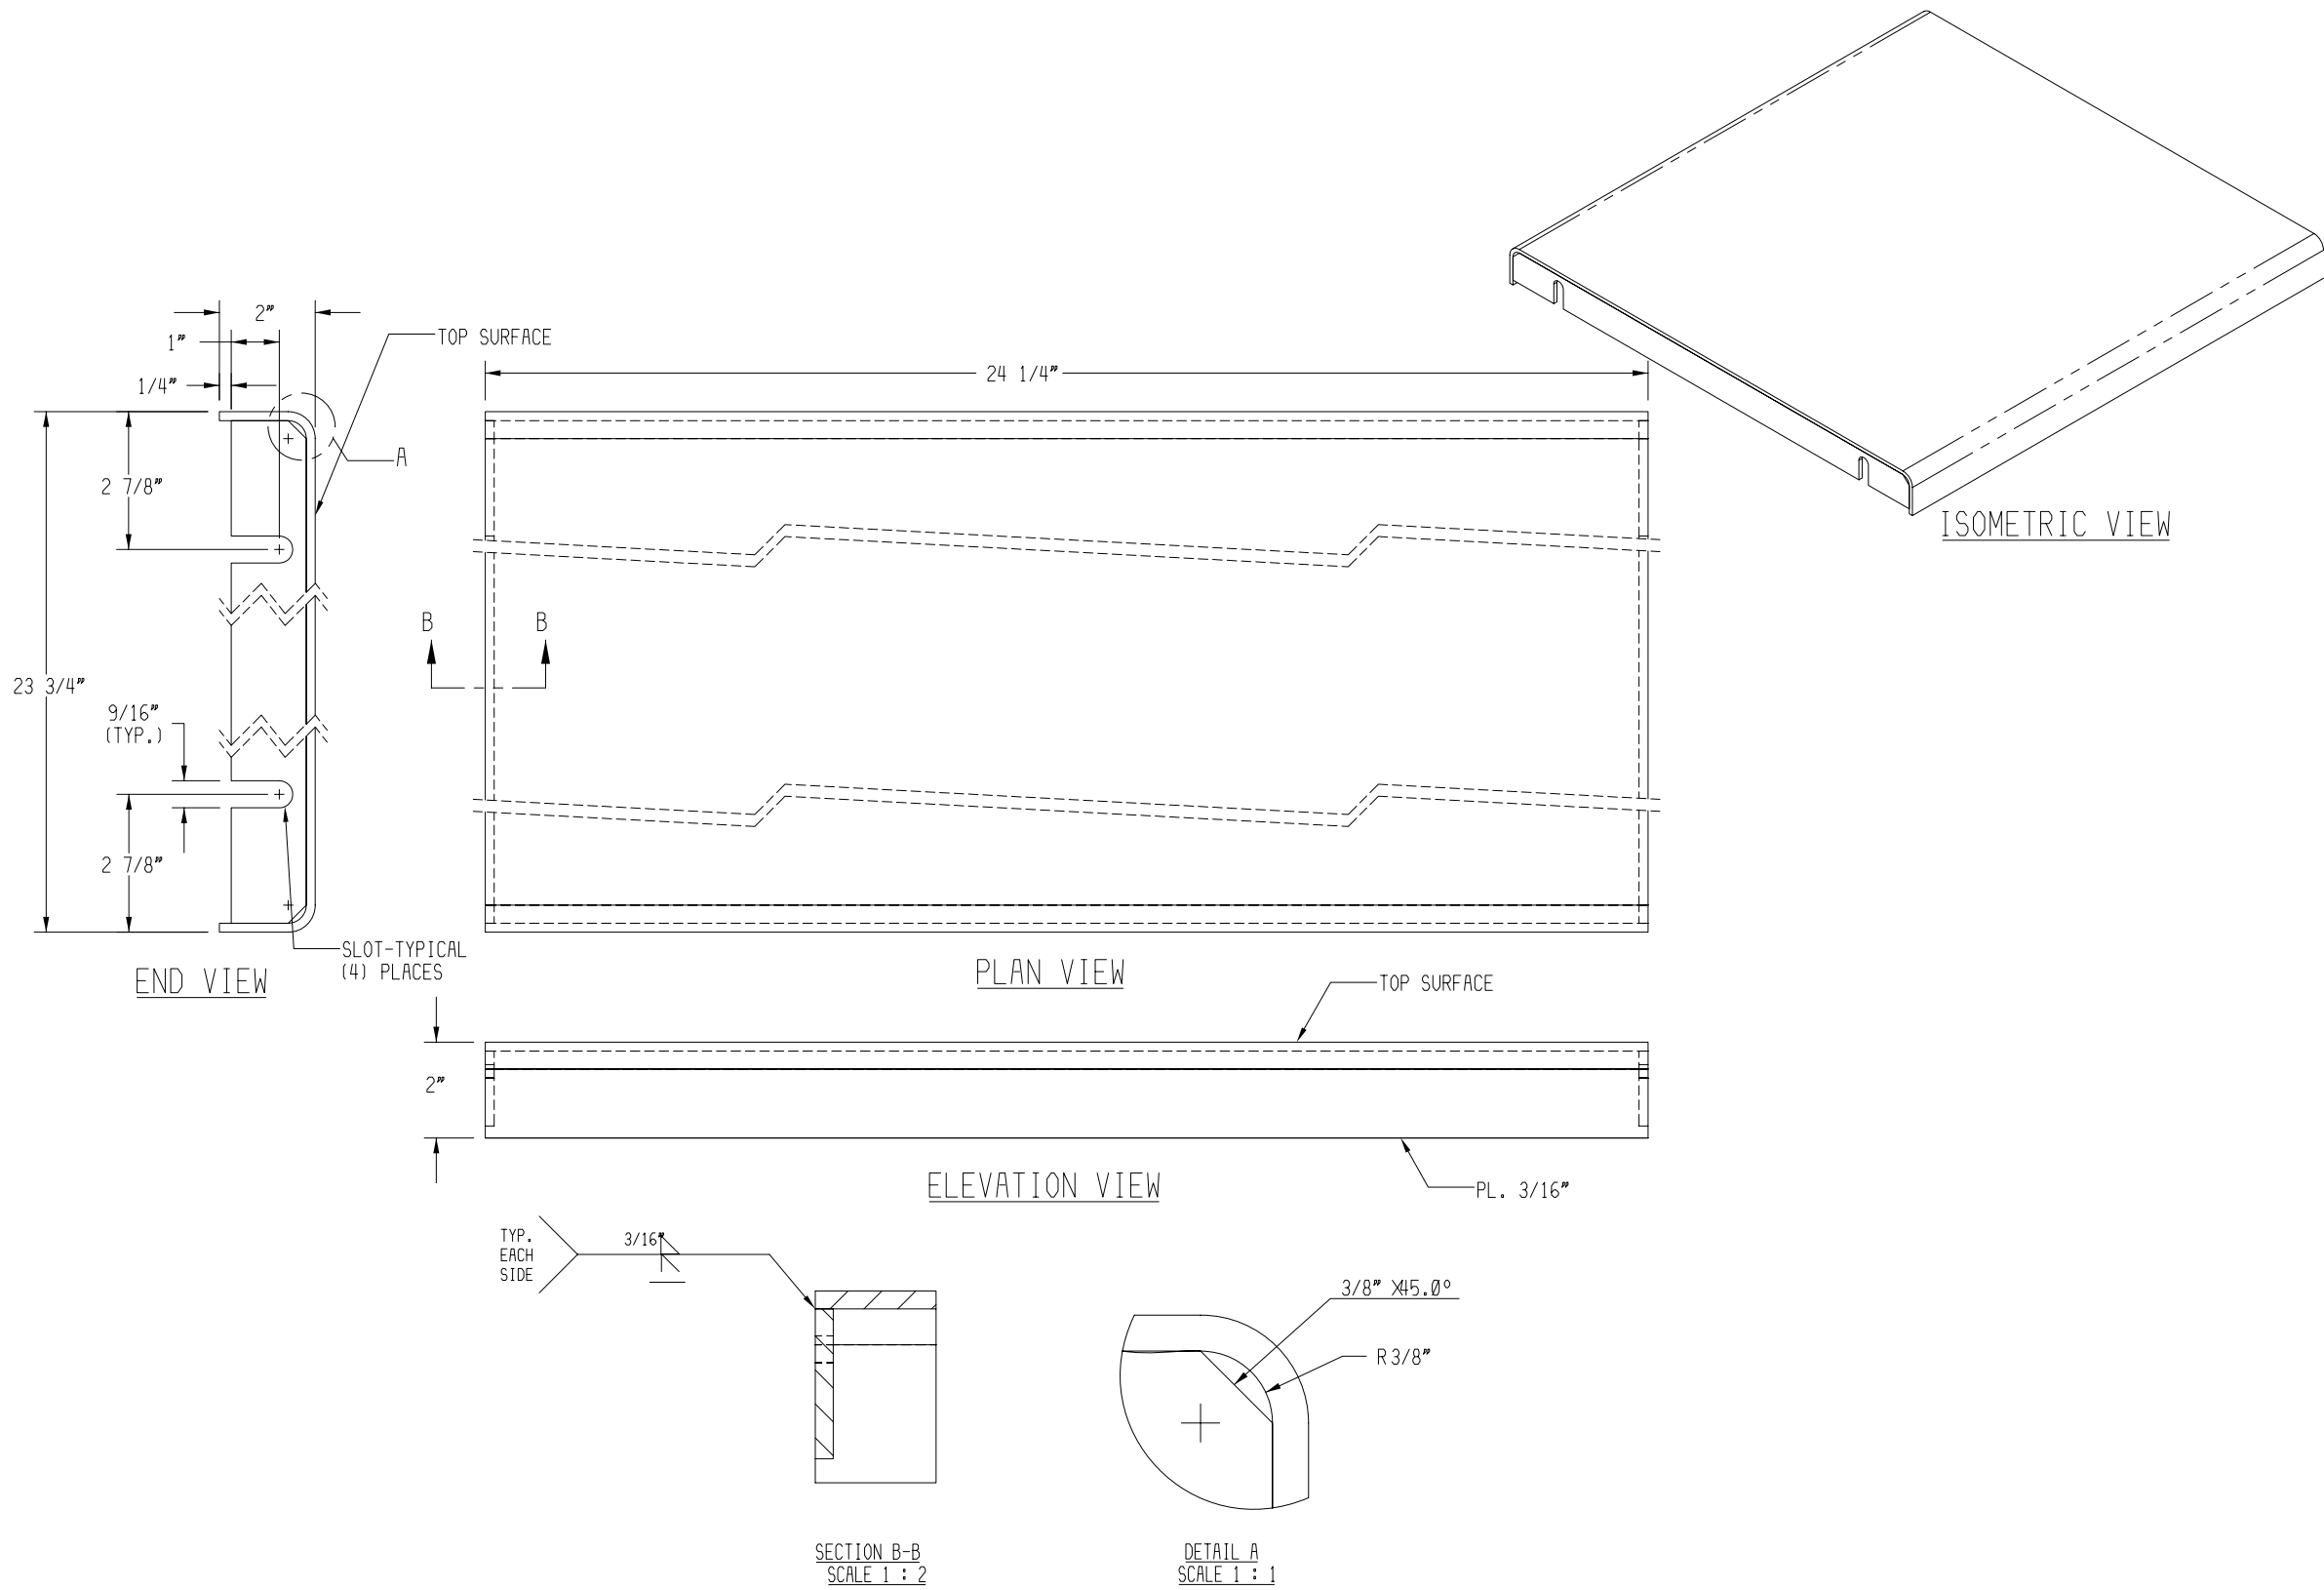 2"
1"
TOP SURFACE
1/4"
24 1/4"
A
2 7/8"
ISOMETRIC VIEW
B
B
23 3/4"
9/16"
(TYP.)
2 7/8"
SLOT-TYPICAL
(4) PLACES
END VIEW
PLAN VIEW
TOP SURFACE
2"
ELEVATION VIEW
PL. 3/16"
TYP.
EACH
SIDE
3/16"
3/8" X45.0°
R3/8"
SECTION B-B
SCALE 1 : 2
DETAIL A
SCALE 1 : 1